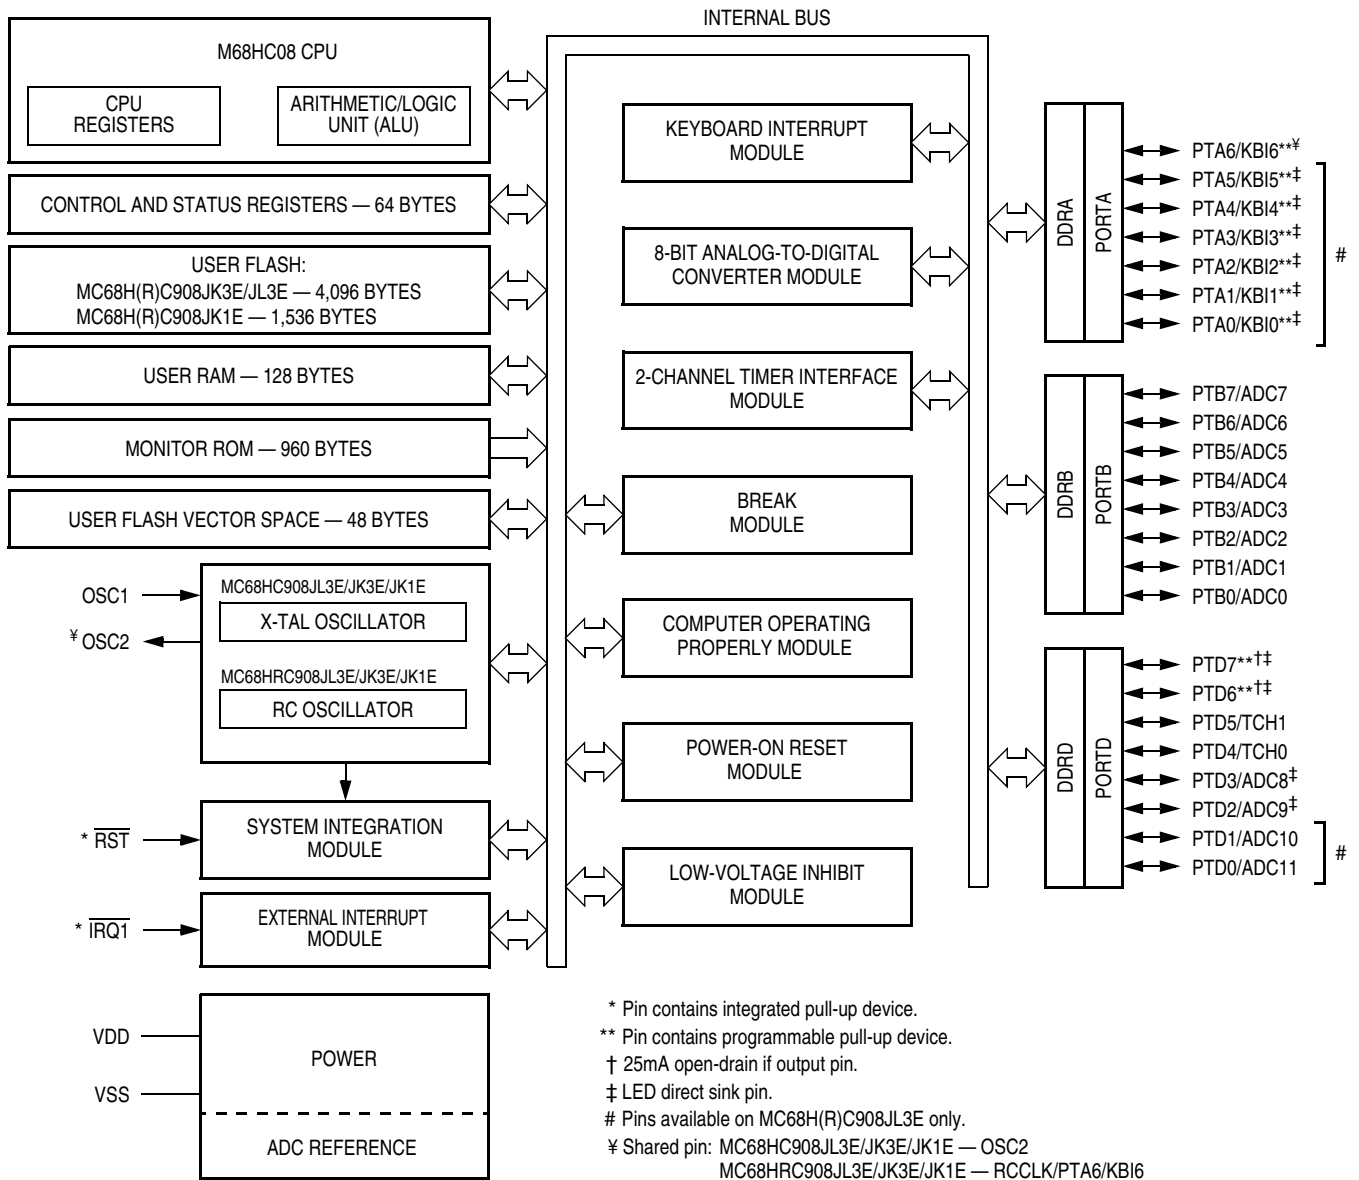 INTERNAL BUS
M68HC08 CPU
CPU
REGISTERS
ARITHMETIC/LOGIC
UNIT (ALU)
CONTROL AND STATUS REGISTERS — 64 BYTES
USER FLASH:
MC68H(R)C908JK3E/JL3E — 4,096 BYTES
MC68H(R)C908JK1E — 1,536 BYTES
USER RAM — 128 BYTES
MONITOR ROM — 960 BYTES
USER FLASH VECTOR SPACE — 48 BYTES
OSC1
¥ OSC2
MC68HC908JL3E/JK3E/JK1E
X-TAL OSCILLATOR
MC68HRC908JL3E/JK3E/JK1E
RC OSCILLATOR
* RST
SYSTEM INTEGRATION
MODULE
* IRQ1
EXTERNAL INTERRUPT
MODULE
VDD
VSS
POWER
ADC REFERENCE
KEYBOARD INTERRUPT
MODULE
8-BIT ANALOG-TO-DIGITAL
CONVERTER MODULE
2-CHANNEL TIMER INTERFACE
MODULE
BREAK
MODULE
COMPUTER OPERATING
PROPERLY MODULE
POWER-ON RESET
MODULE
LOW-VOLTAGE INHIBIT
MODULE
DDRA
PORTA
PTA6/KBI6**¥
PTA5/KBI5**‡
PTA4/KBI4**‡
PTA3/KBI3**‡
PTA2/KBI2**‡
PTA1/KBI1**‡
PTA0/KBI0**‡
#
DDRB
PORTB
PTB7/ADC7
PTB6/ADC6
PTB5/ADC5
PTB4/ADC4
PTB3/ADC3
PTB2/ADC2
PTB1/ADC1
PTB0/ADC0
DDRD
PORTD
PTD7**†‡
PTD6**†‡
PTD5/TCH1
PTD4/TCH0
PTD3/ADC8‡
PTD2/ADC9‡
PTD1/ADC10
PTD0/ADC11
#
* Pin contains integrated pull-up device.
** Pin contains programmable pull-up device.
† 25mA open-drain if output pin.
‡ LED direct sink pin.
# Pins available on MC68H(R)C908JL3E only.
¥ Shared pin: MC68HC908JL3E/JK3E/JK1E — OSC2
MC68HRC908JL3E/JK3E/JK1E — RCCLK/PTA6/KBI6